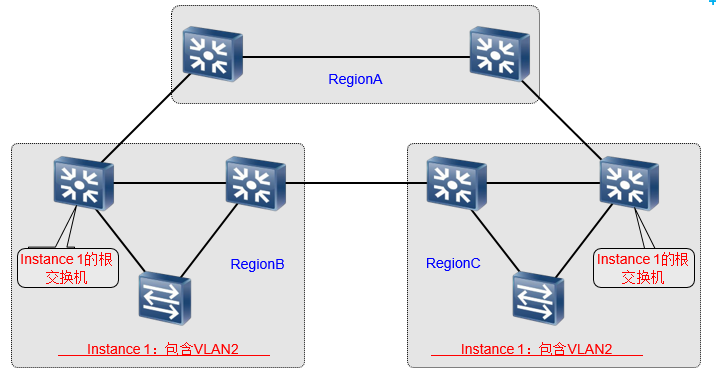 RegionA
Instance 1的根
交换机
RegionB
RegionC
Instance 1的根
交换机
Instance 1：包含VLAN2
Instance 1：包含VLAN2